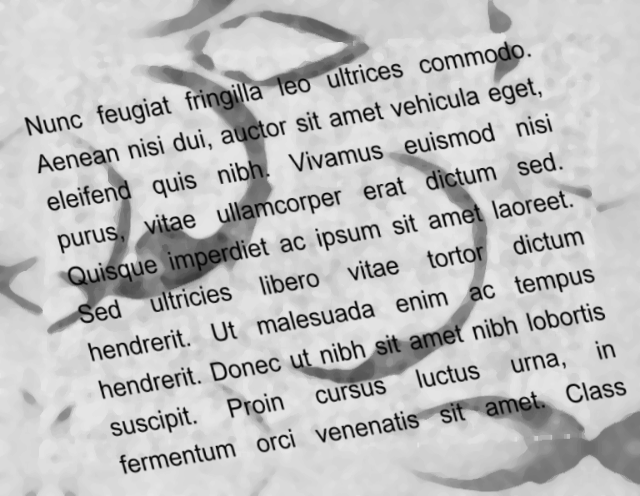 Nunc feugiat fringilla leo ultrices commodo.
Aenean nisi dui, auctor sit amet vehicula eget,
eleifend quis nibh. Vivamus euismod nisi
purus, vitae ullamcorper erat dictum sed.
Quisque imperdiet ac ipsum sit amet laoreet.
Sed ultricies libero vitae tortor dictum
hendrerit. Ut malesuada enim ac tempus
hendrerit. Donec ut nibh sit amet nibh lobortis
suscipit. Proin cursus luctus urna, in
fermentum orci venenatis sit amet. Class